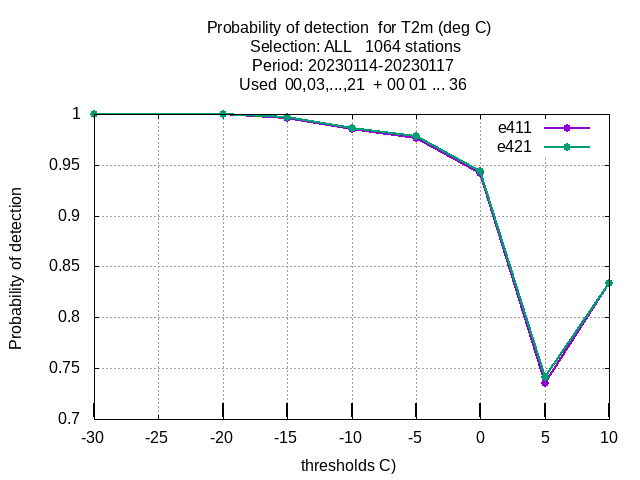 Probability of detection  for T2m (deg C)
Selection: ALL   1064 stations
Period: 20230114-20230117
Used  00,03,...,21  + 00 01 ... 36
e411
e421
1
0.95
0.9
0.85
0.8
0.75
0.7
Probability of detection
-30 -25 -20 -15 -10 -5 0 5 10
thresholds C)